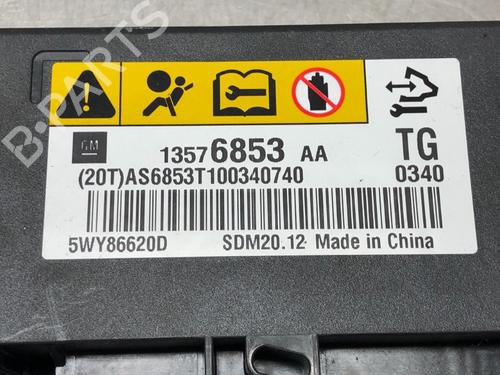 B-PARTS
GM
13576853 AA
TG
(20T)AS6853T100340740
0340
5WY86620D
SDM20.12 Made in China